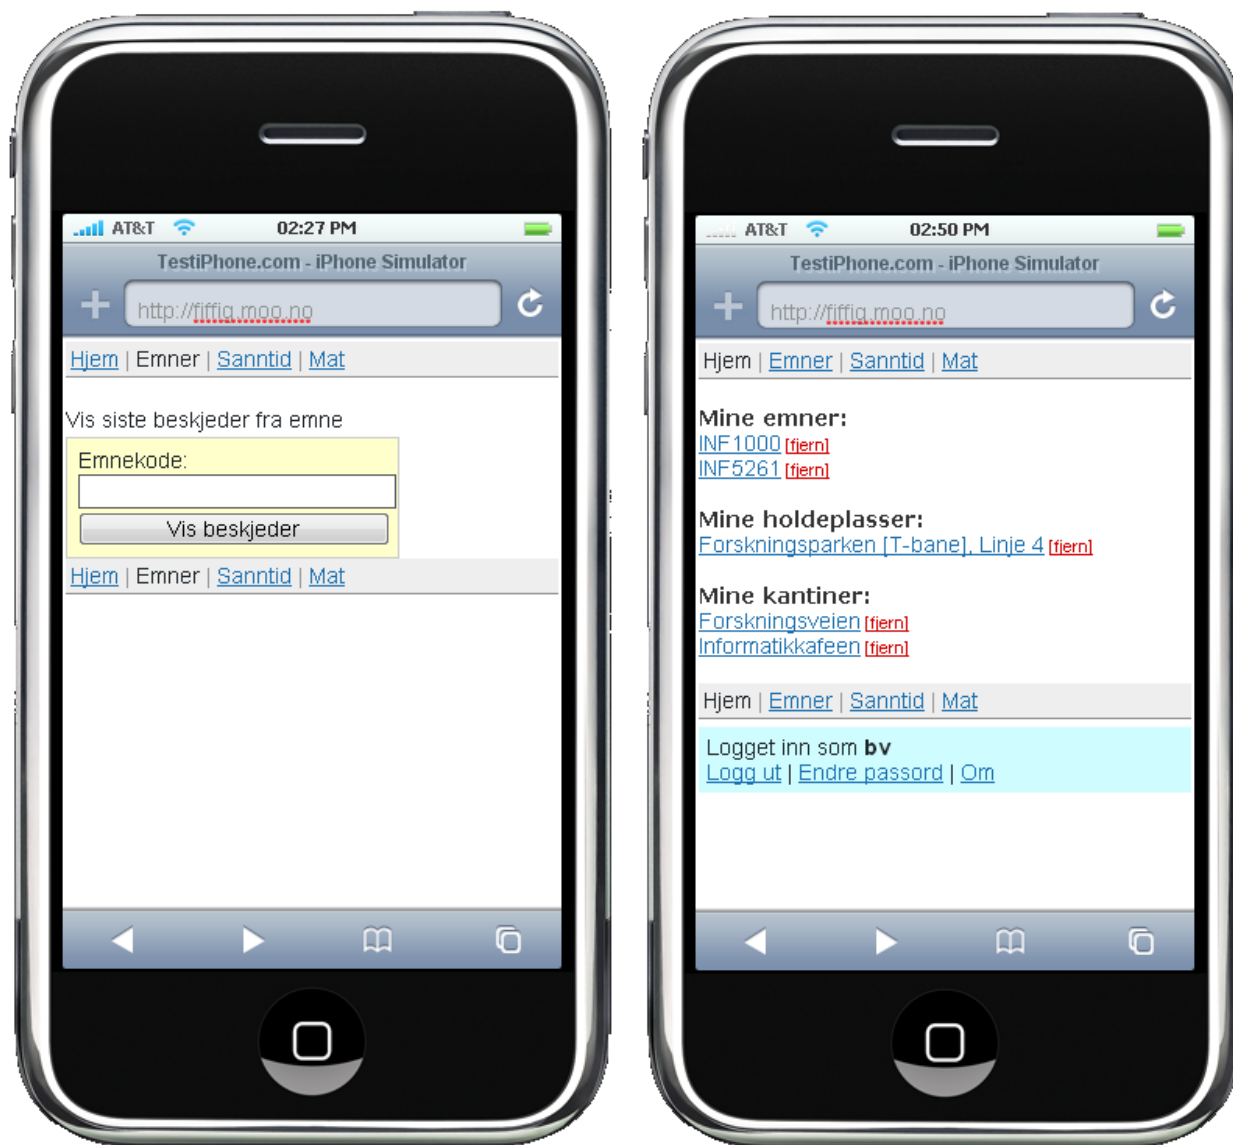 AT&T 02:27 PM
TestiPhone.com - iPhone Simulator
http://fiffig.moo.no
Hjem | Emner | Sanntid | Mat
Vis siste beskjeder fra emne
Emnekode:
Vis beskjeder
Hjem | Emner | Sanntid | Mat
AT&T 02:50 PM
TestiPhone.com - iPhone Simulator
http://fiffig.moo.no
Hjem | Emner | Sanntid | Mat
Mine emner:
INF1000 [fjern]
INF5261 [fjern]
Mine holdeplasser:
Forskningsparken [T-bane], Linje 4 [fjern]
Mine kantiner:
Forskningsveien [fjern]
Informatikkafeen [fjern]
Hjem | Emner | Sanntid | Mat
Logget inn som bv
Logg ut | Endre passord | Om